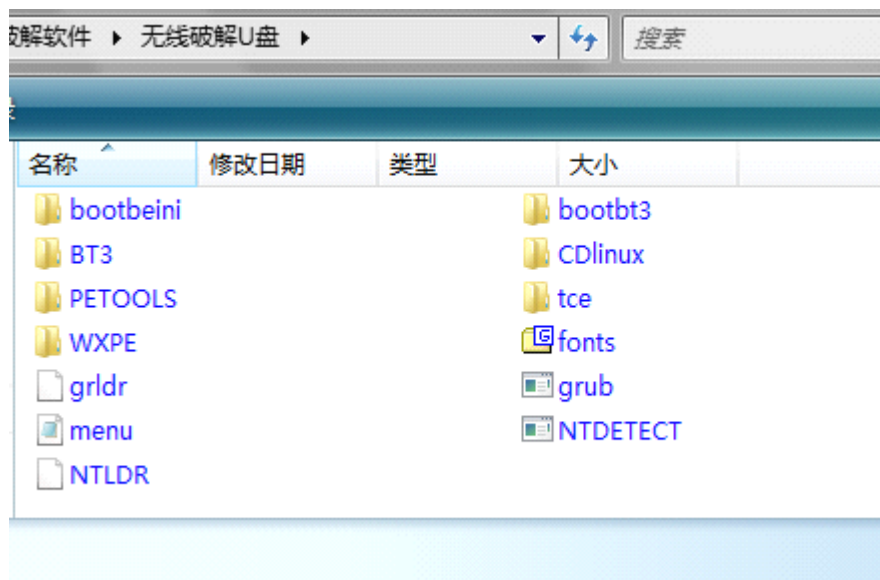 破解软件 ▸ 无线破解U盘 ▸ 搜索
名称 修改日期 类型 大小
bootbeini bootbt3
BT3 CDlinux
PETOOLS tce
WXPE fonts
grldr grub
menu NTDETECT
NTLDR